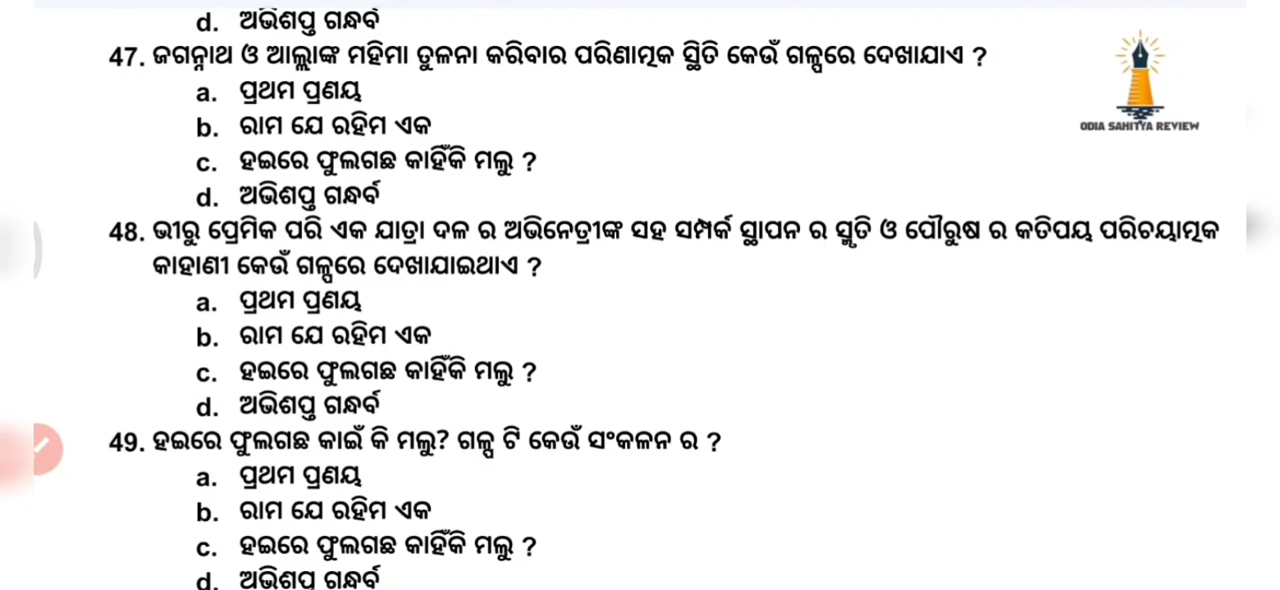 d. ଅଭିଶପ୍ତ ଗନ୍ଧର୍ବ
47. ଜଗନ୍ନାଥ ଓ ଆଲ୍ଲାଙ୍କ ମହିମା ତୁଳନା କରିବାର ପରିଣାତ୍ମକ ସ୍ଥିତି କେଉଁ ଗଳ୍ପରେ ଦେଖାଯାଏ ?
a. ପ୍ରଥମ ପ୍ରଣୟ
b. ରାମ ଯେ ରହିମ ଏକ
c. ହଇରେ ଫୁଲଗଛ କାହିଁକି ମଲୁ ?
d. ଅଭିଶପ୍ତ ଗନ୍ଧର୍ବ
ODIA SAHITYA REVIEW
48. ଭୀରୁ ପ୍ରେମିକ ପରି ଏକ ଯାତ୍ରା ଦଳ ର ଅଭିନେତ୍ରୀଙ୍କ ସହ ସମ୍ପର୍କ ସ୍ଥାପନ ର ସ୍ମୃତି ଓ ପୌରୁଷ ର କତିପୟ ପରିଚୟାତ୍ମକ
କାହାଣୀ କେଉଁ ଗଳ୍ପରେ ଦେଖାଯାଇଥାଏ ?
a. ପ୍ରଥମ ପ୍ରଣୟ
b. ରାମ ଯେ ରହିମ ଏକ
c. ହଇରେ ଫୁଲଗଛ କାହିଁକି ମଲୁ ?
d. ଅଭିଶପ୍ତ ଗନ୍ଧର୍ବ
49. ହଇରେ ଫୁଲଗଛ କାଇଁ କି ମଲୁ? ଗଳ୍ପ ଟି କେଉଁ ସଂକଳନ ର ?
a. ପ୍ରଥମ ପ୍ରଣୟ
b. ରାମ ଯେ ରହିମ ଏକ
c. ହଇରେ ଫୁଲଗଛ କାହିଁକି ମଲୁ ?
d. ଅଭିଶପ୍ତ ଗନ୍ଧର୍ବ